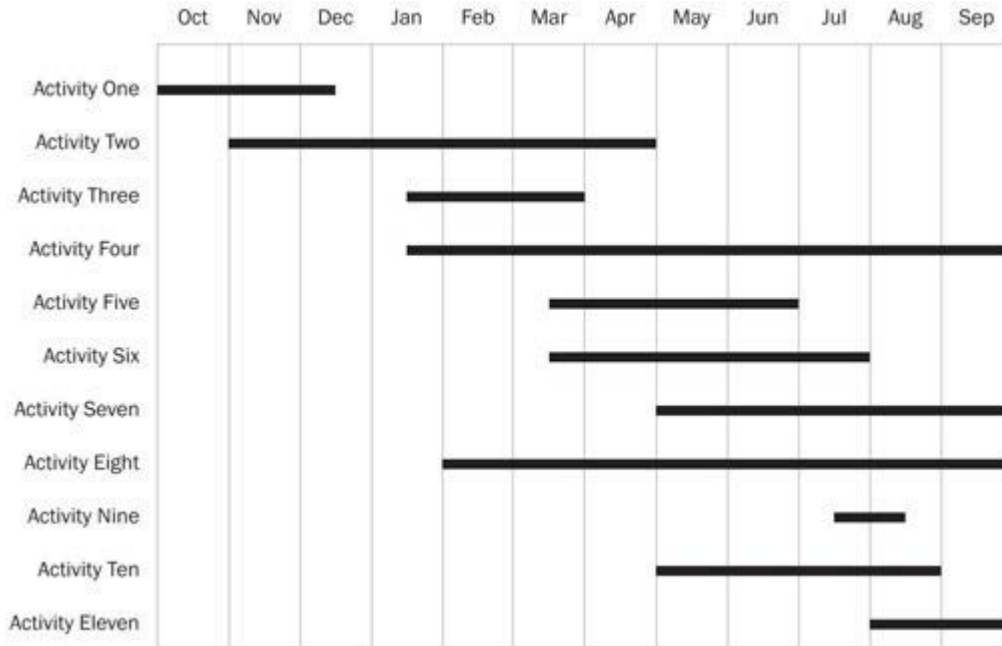 Oct Nov Dec Jan Feb Mar Apr May Jun Jul Aug Sep
Activity One
Activity Two
Activity Three
Activity Four
Activity Five
Activity Six
Activity Seven
Activity Eight
Activity Nine
Activity Ten
Activity Eleven